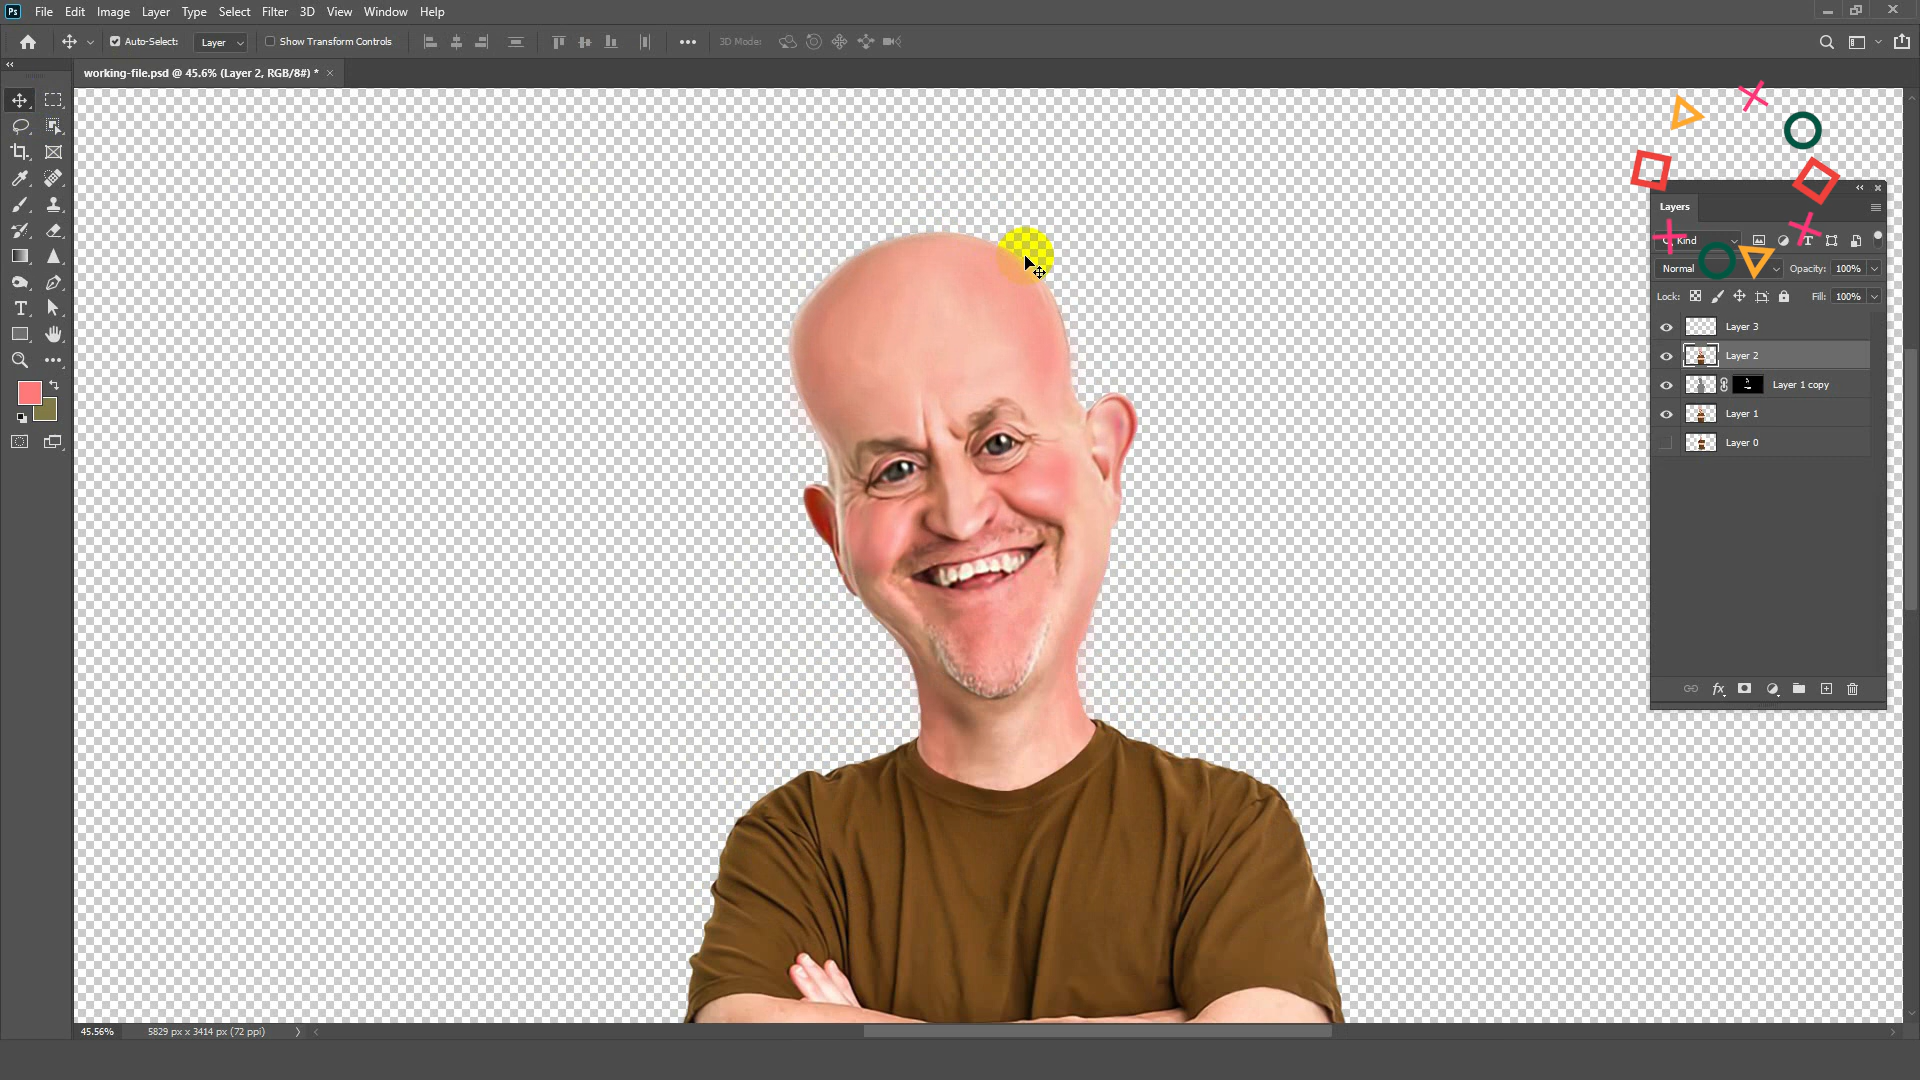 Ps File Edit Image Layer Type Select Filter 3D View Window Help
Auto-Select: Layer Show Transform Controls 3D Mode:
working-file.psd @ 45.6% (Layer 2, RGB/8#) * ×
Layers
Kind
Normal Opacity: 100%
Lock: Fill: 100%
Layer 3
Layer 2
Layer 1 copy
Layer 1
Layer 0
fx
45.56% 5829 px x 3414 px (72 ppi)